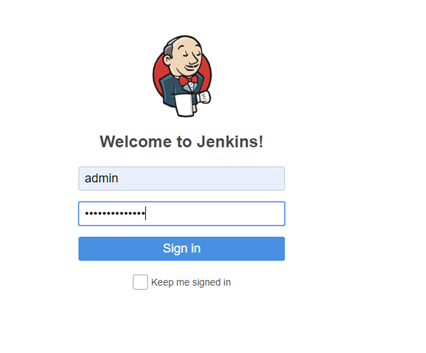 Welcome to Jenkins!
admin
••••••••••••••
Sign in
Keep me signed in